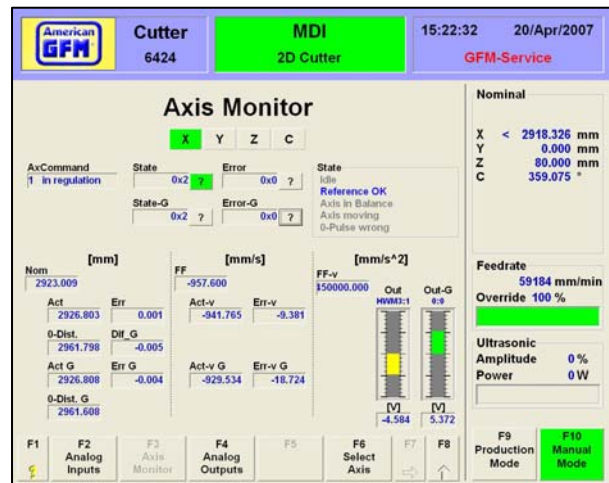 American GFM
Cutter
6424
MDI
2D Cutter
15:22:32 20/Apr/2007
GFM-Service
Axis Monitor
X Y Z C
AxCommand
1 in regulation
State
0x2 ?
Error
0x0 ?
State-G
0x2 ?
Error-G
0x0 ?
State
Idle
Reference OK
Axis in Balance
Axis moving
0-Pulse wrong
[mm]
Nom
2923.009
Act Err
2926.803 0.001
0-Dist. Dif_G
2961.798 -0.005
Act G Err G
2926.808 -0.004
0-Dist. G
2961.608
[mm/s]
FF
-957.600
Act-v Err-v
-941.765 -9.381
Act-v G Err-v G
-929.534 -18.724
[mm/s^2]
FF-v
450000.000
Out Out-G
HWM3:1 0:0
[V] [V]
-4.584 5.372
Nominal
X < 2918.326 mm
Y 0.000 mm
Z 80.000 mm
C 359.075 °
Feedrate
59184 mm/min
Override 100 %
Ultrasonic
Amplitude 0 %
Power 0 W
F1
F2 Analog Inputs
F3 Axis Monitor
F4 Analog Outputs
F5
F6 Select Axis
F7
F8
F9 Production Mode
F10 Manual Mode